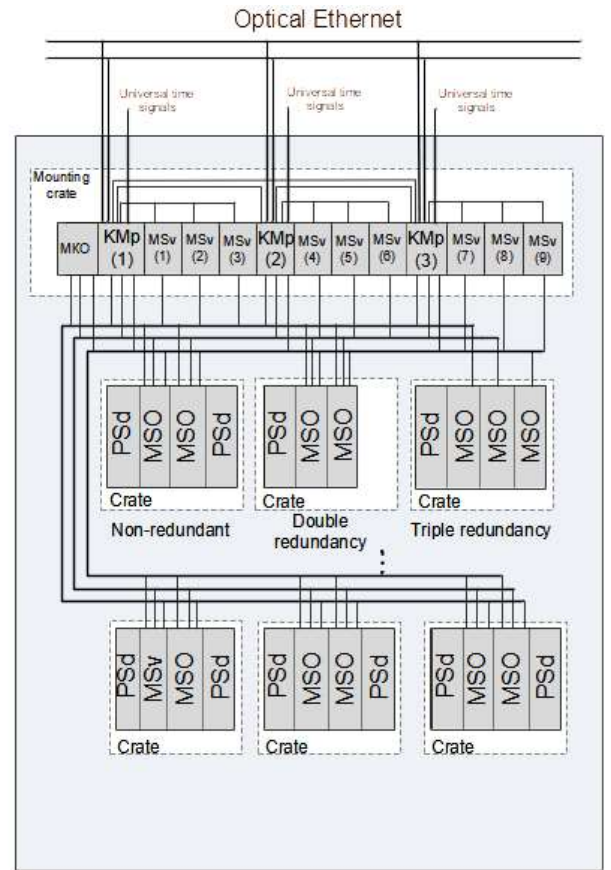 Optical Ethernet
Universal time
signals
Universal time
signals
Universal time
signals
Mounting
crate
MKO
KMp
(1)
MSv
(1)
MSv
(2)
MSv
(3)
KMp
(2)
MSv
(4)
MSv
(5)
MSv
(6)
KMp
(3)
MSv
(7)
MSv
(8)
MSv
(9)
PSd
MSO
MSO
PSd
Crate
Non-redundant
PSd
MSO
MSO
Crate
Double
redundancy
PSd
MSO
MSO
MSO
Crate
Triple redundancy
PSd
MSv
MSO
PSd
Crate
PSd
MSO
MSO
PSd
Crate
PSd
MSO
MSO
PSd
Crate